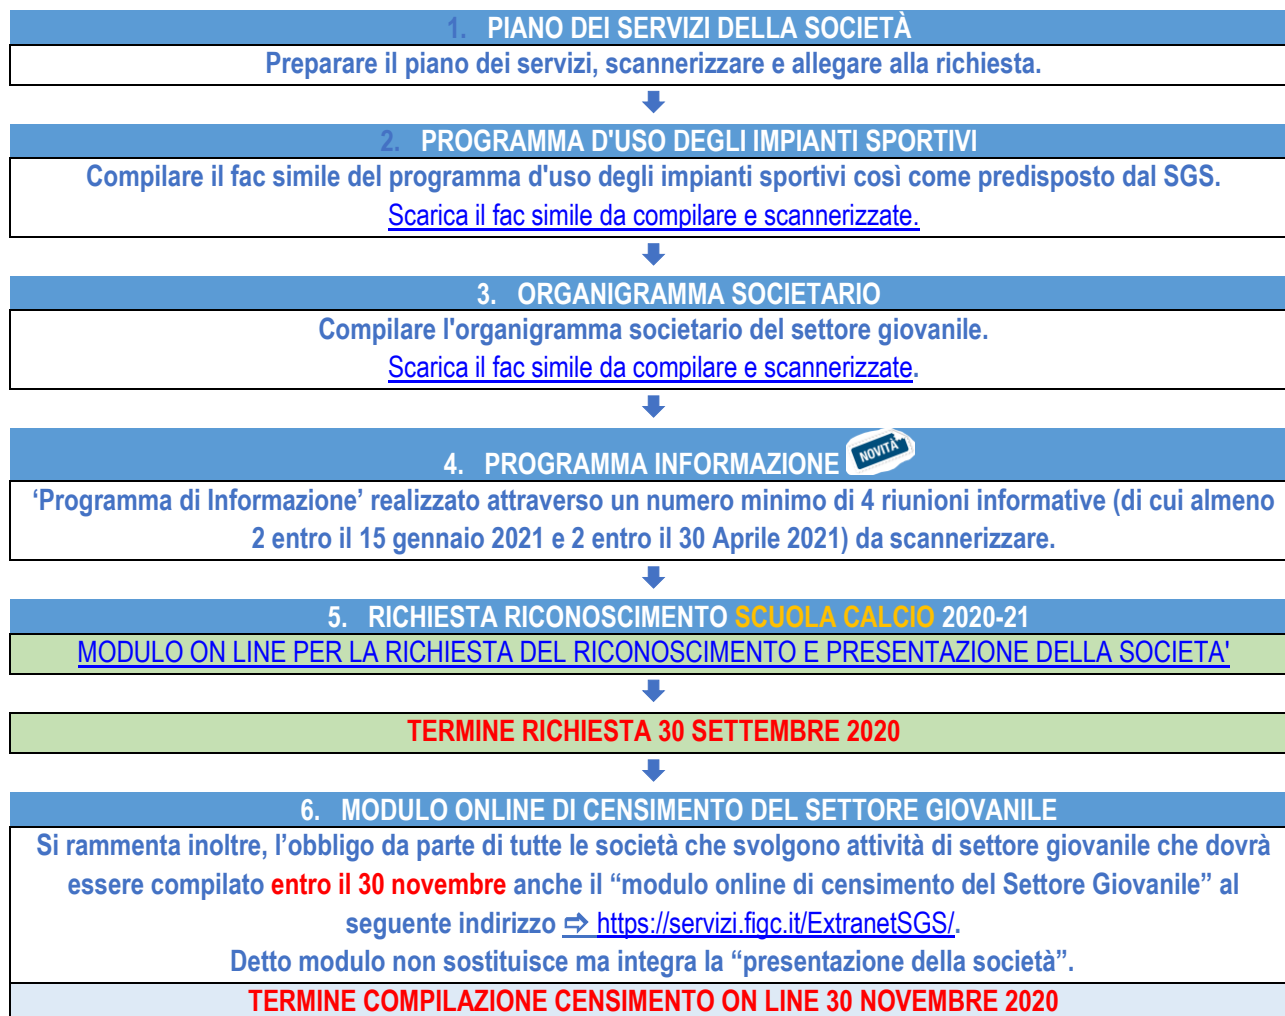 1. PIANO DEI SERVIZI DELLA SOCIETÀ
Preparare il piano dei servizi, scannerizzare e allegare alla richiesta.
2. PROGRAMMA D'USO DEGLI IMPIANTI SPORTIVI
Compilare il fac simile del programma d'uso degli impianti sportivi così come predisposto dal SGS.
Scarica il fac simile da compilare e scannerizzate.
3. ORGANIGRAMMA SOCIETARIO
Compilare l'organigramma societario del settore giovanile.
Scarica il fac simile da compilare e scannerizzate.
4. PROGRAMMA INFORMAZIONE NOVITÀ
‘Programma di Informazione’ realizzato attraverso un numero minimo di 4 riunioni informative (di cui almeno
2 entro il 15 gennaio 2021 e 2 entro il 30 Aprile 2021) da scannerizzare.
5. RICHIESTA RICONOSCIMENTO SCUOLA CALCIO 2020-21
MODULO ON LINE PER LA RICHIESTA DEL RICONOSCIMENTO E PRESENTAZIONE DELLA SOCIETA'
TERMINE RICHIESTA 30 SETTEMBRE 2020
6. MODULO ONLINE DI CENSIMENTO DEL SETTORE GIOVANILE
Si rammenta inoltre, l’obbligo da parte di tutte le società che svolgono attività di settore giovanile che dovrà
essere compilato entro il 30 novembre anche il “modulo online di censimento del Settore Giovanile” al
seguente indirizzo ⇨ https://servizi.figc.it/ExtranetSGS/.
Detto modulo non sostituisce ma integra la “presentazione della società”.
TERMINE COMPILAZIONE CENSIMENTO ON LINE 30 NOVEMBRE 2020